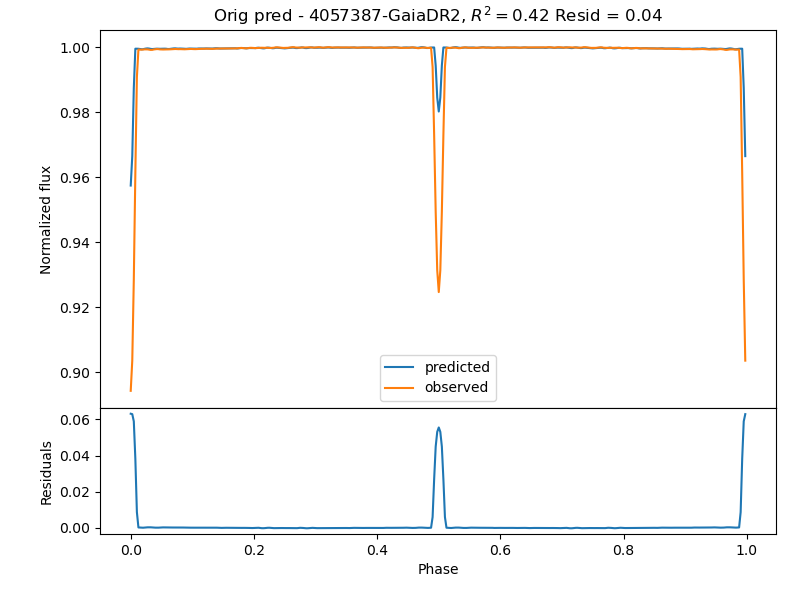 Orig pred - 4057387-GaiaDR2, R² = 0.42 Resid = 0.04
1.00
0.98
0.96
0.94
0.92
0.90
Normalized flux
predicted
observed
0.06
0.04
0.02
0.00
Residuals
0.0 0.2 0.4 0.6 0.8 1.0
Phase